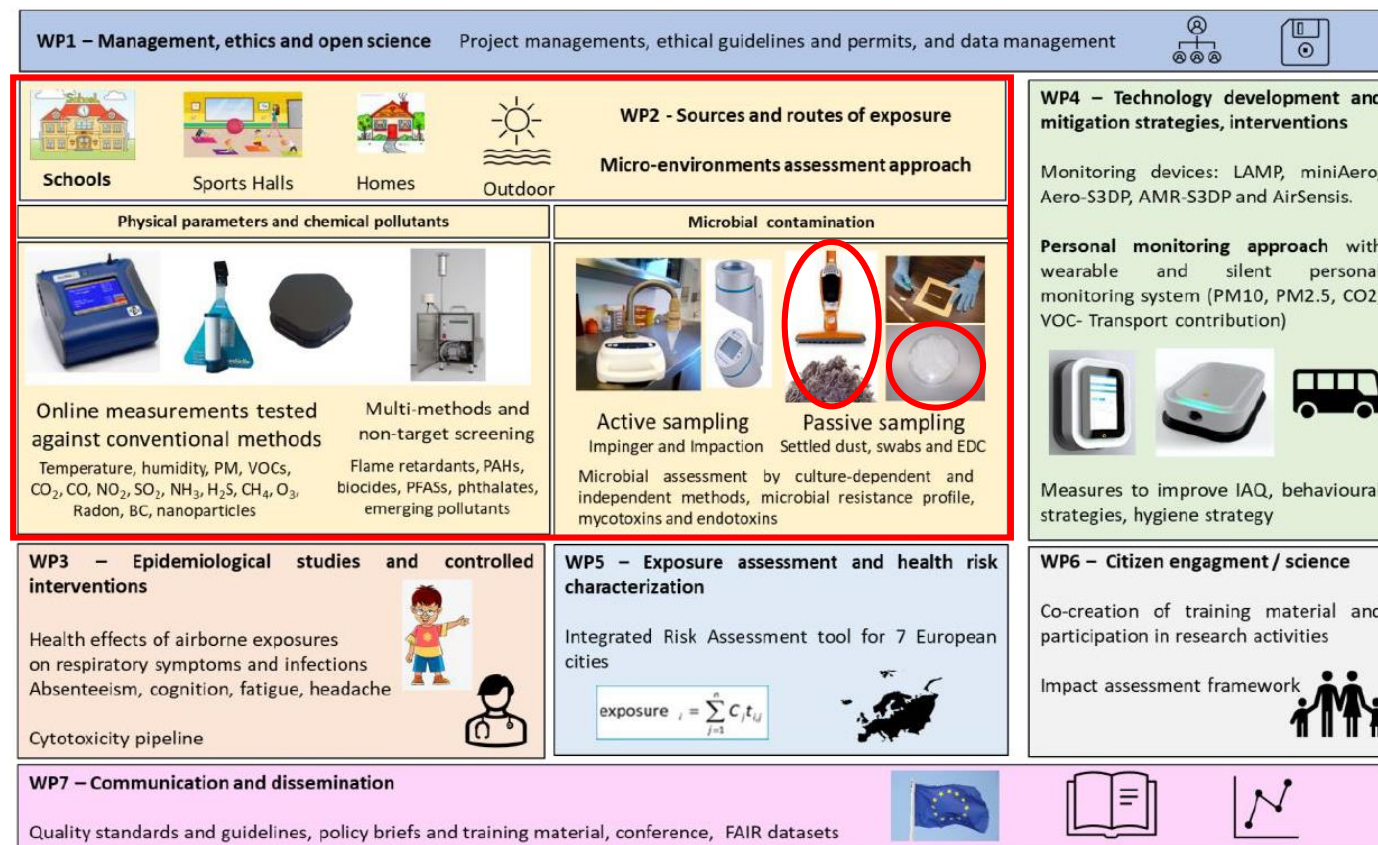 WP1 – Management, ethics and open science Project managements, ethical guidelines and permits, and data management
School
Schools
Sports Halls
Homes
Outdoor
WP2 - Sources and routes of exposure
Micro-environments assessment approach
Physical parameters and chemical pollutants
Microbial contamination
Online measurements tested
against conventional methods
Temperature, humidity, PM, VOCs,
CO₂, CO, NO₂, SO₂, NH₃, H₂S, CH₄, O₃,
Radon, BC, nanoparticles
Multi-methods and
non-target screening
Flame retardants, PAHs,
biocides, PFASs, phthalates,
emerging pollutants
Active sampling
Impinger and Impaction
Passive sampling
Settled dust, swabs and EDC
Microbial assessment by culture-dependent and
independent methods, microbial resistance profile,
mycotoxins and endotoxins
WP4 – Technology development and
mitigation strategies, interventions
Monitoring devices: LAMP, miniAero,
Aero-S3DP, AMR-S3DP and AirSensis.
Personal monitoring approach with
wearable and silent personal
monitoring system (PM10, PM2.5, CO2,
VOC- Transport contribution)
Measures to improve IAQ, behavioural
strategies, hygiene strategy
WP3 – Epidemiological studies and controlled
interventions
Health effects of airborne exposures
on respiratory symptoms and infections
Absenteeism, cognition, fatigue, headache
Cytotoxicity pipeline
WP5 – Exposure assessment and health risk
characterization
Integrated Risk Assessment tool for 7 European
cities
exposure ᵢ = ∑ⁿⱼ₌₁ Cⱼtᵢⱼ
WP6 – Citizen engagment / science
Co-creation of training material and
participation in research activities
Impact assessment framework
WP7 – Communication and dissemination
Quality standards and guidelines, policy briefs and training material, conference, FAIR datasets